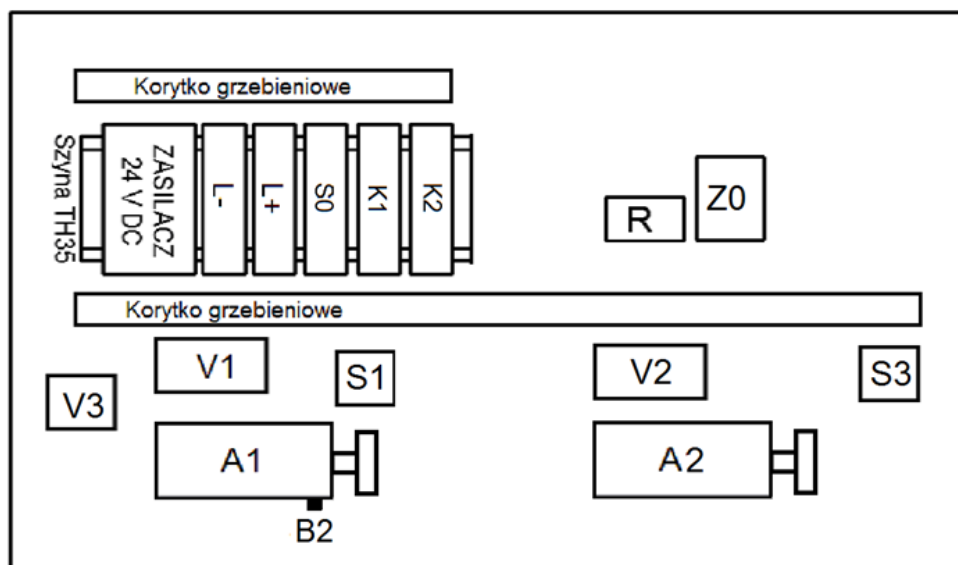 Korytko grzebieniowe
Szyna TH35
ZASILACZ
24 V DC
L-
L+
S0
K1
K2
R
Z0
Korytko grzebieniowe
V1
S1
V2
S3
V3
A1
A2
B2